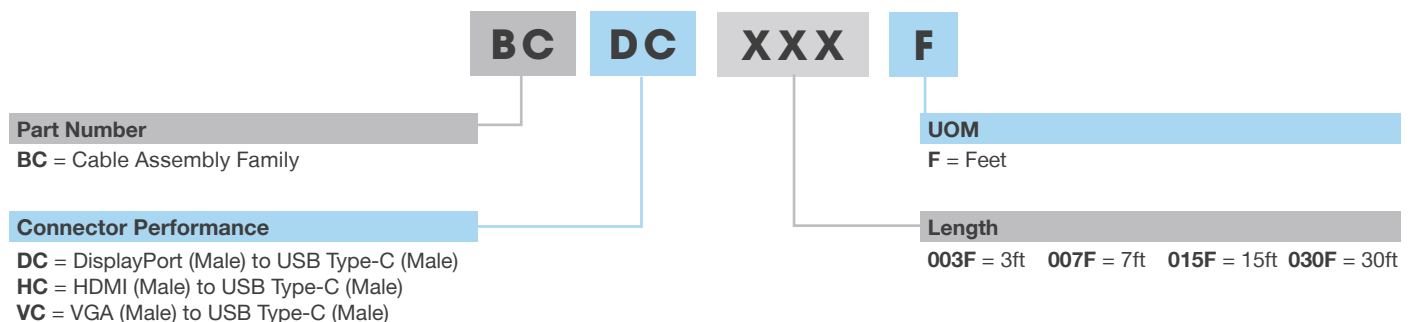 BC DC XXX F
Part Number
BC = Cable Assembly Family
UOM
F = Feet
Connector Performance
DC = DisplayPort (Male) to USB Type-C (Male)
HC = HDMI (Male) to USB Type-C (Male)
VC = VGA (Male) to USB Type-C (Male)
Length
003F = 3ft 007F = 7ft 015F = 15ft 030F = 30ft